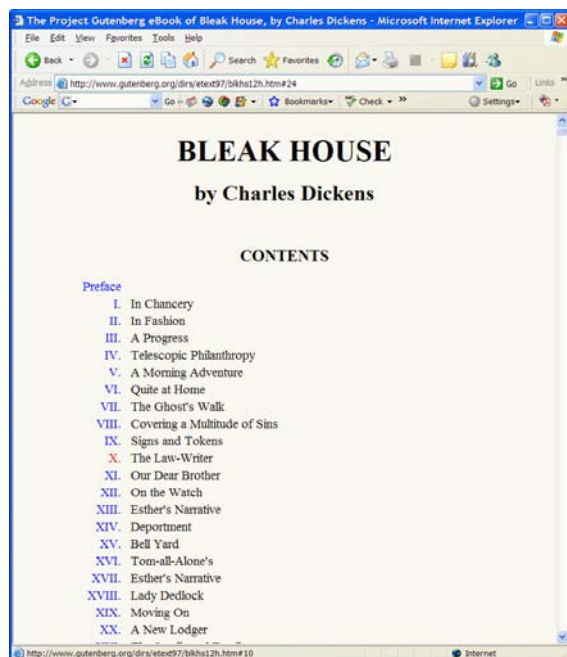 The Project Gutenberg eBook of Bleak House, by Charles Dickens - Microsoft Internet Explorer
File Edit View Favorites Tools Help
Back Search Favorites
Address http://www.gutenberg.org/dirs/etext97/blkhs12h.htm#24 Go Links »
Google G Go Bookmarks Check » Settings
BLEAK HOUSE
by Charles Dickens
CONTENTS
Preface
I. In Chancery
II. In Fashion
III. A Progress
IV. Telescopic Philanthropy
V. A Morning Adventure
VI. Quite at Home
VII. The Ghost's Walk
VIII. Covering a Multitude of Sins
IX. Signs and Tokens
X. The Law-Writer
XI. Our Dear Brother
XII. On the Watch
XIII. Esther's Narrative
XIV. Deportment
XV. Bell Yard
XVI. Tom-all-Alone's
XVII. Esther's Narrative
XVIII. Lady Dedlock
XIX. Moving On
XX. A New Lodger
http://www.gutenberg.org/dirs/etext97/blkhs12h.htm#10 Internet